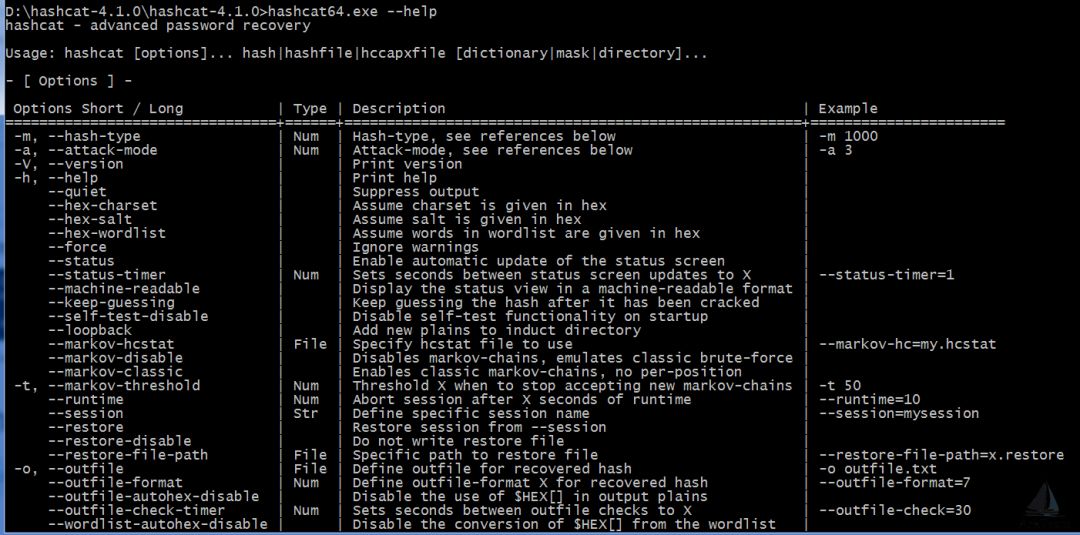 D:\hashcat-4.1.0\hashcat-4.1.0>hashcat64.exe --help
hashcat - advanced password recovery
Usage: hashcat [options]... hash|hashfile|hccapxfile [dictionary|mask|directory]...
- [ Options ] -
Options Short / Long | Type | Description | Example
================================+======+======================================================+=======================
-m, --hash-type | Num | Hash-type, see references below | -m 1000
-a, --attack-mode | Num | Attack-mode, see references below | -a 3
-V, --version | | Print version |
-h, --help | | Print help |
--quiet | | Suppress output |
--hex-charset | | Assume charset is given in hex |
--hex-salt | | Assume salt is given in hex |
--hex-wordlist | | Assume words in wordlist are given in hex |
--force | | Ignore warnings |
--status | | Enable automatic update of the status screen |
--status-timer | Num | Sets seconds between status screen updates to X | --status-timer=1
--machine-readable | | Display the status view in a machine-readable format |
--keep-guessing | | Keep guessing the hash after it has been cracked |
--self-test-disable | | Disable self-test functionality on startup |
--loopback | | Add new plains to induct directory |
--markov-hcstat | File | Specify hcstat file to use | --markov-hc=my.hcstat
--markov-disable | | Disables markov-chains, emulates classic brute-force |
--markov-classic | | Enables classic markov-chains, no per-position |
-t, --markov-threshold | Num | Threshold X when to stop accepting new markov-chains | -t 50
--runtime | Num | Abort session after X seconds of runtime | --runtime=10
--session | Str | Define specific session name | --session=mysession
--restore | | Restore session from --session |
--restore-disable | | Do not write restore file |
--restore-file-path | File | Specific path to restore file | --restore-file-path=x.restore
-o, --outfile | File | Define outfile for recovered hash | -o outfile.txt
--outfile-format | Num | Define outfile-format X for recovered hash | --outfile-format=7
--outfile-autohex-disable | | Disable the use of $HEX[] in output plains |
--outfile-check-timer | Num | Sets seconds between outfile checks to X | --outfile-check=30
--wordlist-autohex-disable | | Disable the conversion of $HEX[] from the wordlist |